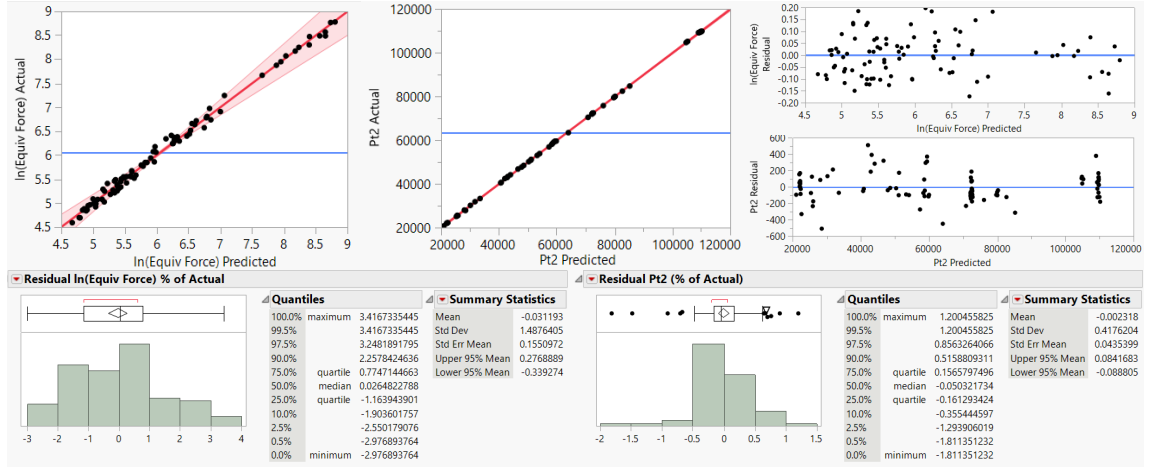 ln(Equiv Force) Actual
9
8.5
8
7.5
7
6.5
6
5.5
5
4.5
4.5 5 5.5 6 6.5 7 7.5 8 8.5 9
ln(Equiv Force) Predicted
Pt2 Actual
120000
100000
80000
60000
40000
20000
20000 40000 60000 80000 100000 120000
Pt2 Predicted
ln(Equiv Force)
Residual
0.20
0.15
0.10
0.05
0.00
-0.05
-0.10
-0.15
-0.20
4.5 5 5.5 6 6.5 7 7.5 8 8.5 9
ln(Equiv Force) Predicted
Pt2 Residual
600
400
200
0
-200
-400
-600
20000 40000 60000 80000 100000 120000
Pt2 Predicted
Residual ln(Equiv Force) % of Actual
-3 -2 -1 0 1 2 3 4
Quantiles
100.0% maximum 3.4167335445
99.5% 3.4167335445
97.5% 3.2481891795
90.0% 2.2578424636
75.0% quartile 0.7747144663
50.0% median 0.0264822788
25.0% quartile -1.163943901
10.0% -1.903601757
2.5% -2.550179076
0.5% -2.976893764
0.0% minimum -2.976893764
Summary Statistics
Mean -0.031193
Std Dev 1.4876405
Std Err Mean 0.1550972
Upper 95% Mean 0.2768889
Lower 95% Mean -0.339274
Residual Pt2 (% of Actual)
-2 -1.5 -1 -0.5 0 0.5 1 1.5
Quantiles
100.0% maximum 1.200455825
99.5% 1.200455825
97.5% 0.8563264066
90.0% 0.5158809311
75.0% quartile 0.1565797496
50.0% median -0.050321734
25.0% quartile -0.161293424
10.0% -0.355444597
2.5% -1.293906019
0.5% -1.811351232
0.0% minimum -1.811351232
Summary Statistics
Mean -0.002318
Std Dev 0.4176204
Std Err Mean 0.0435399
Upper 95% Mean 0.0841683
Lower 95% Mean -0.088805